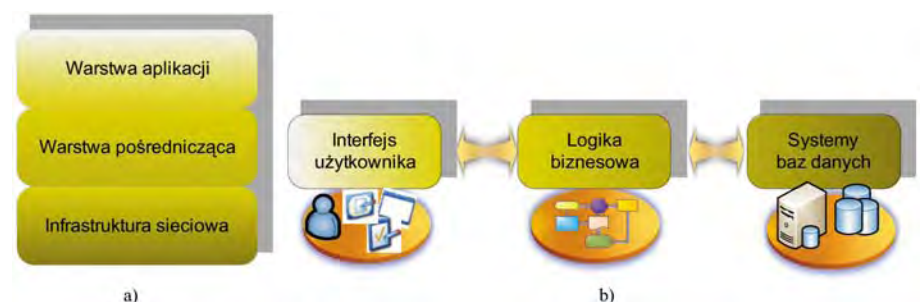 Warstwa aplikacji
Warstwa pośrednicząca
Infrastruktura sieciowa
a)
Interfejs
użytkownika
Logika
biznesowa
Systemy
baz danych
b)